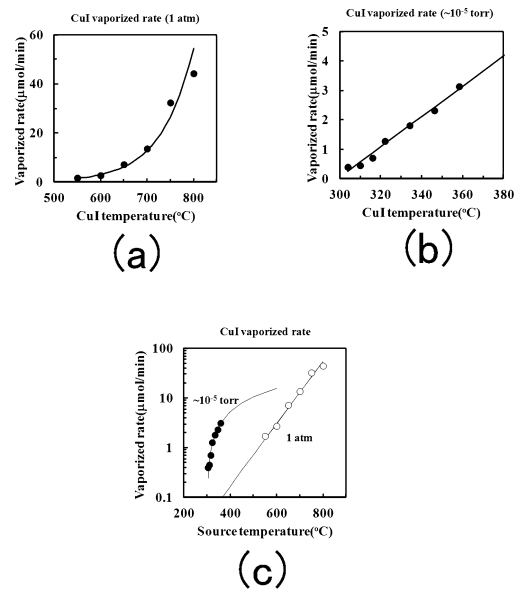 CuI vaporized rate (1 atm)
Vaporized rate(μmol/min)
60
40
20
0
500
600
700
800
CuI temperature(°C)
(a)
CuI vaporized rate (~10-5 torr)
Vaporized rate(μmol/min)
5
4
3
2
1
0
300
320
340
360
380
CuI temperature(°C)
(b)
CuI vaporized rate
Vaporized rate(μmol/min)
100
10
1
0.1
~10-5 torr
1 atm
200
400
600
800
Source temperature(°C)
(c)